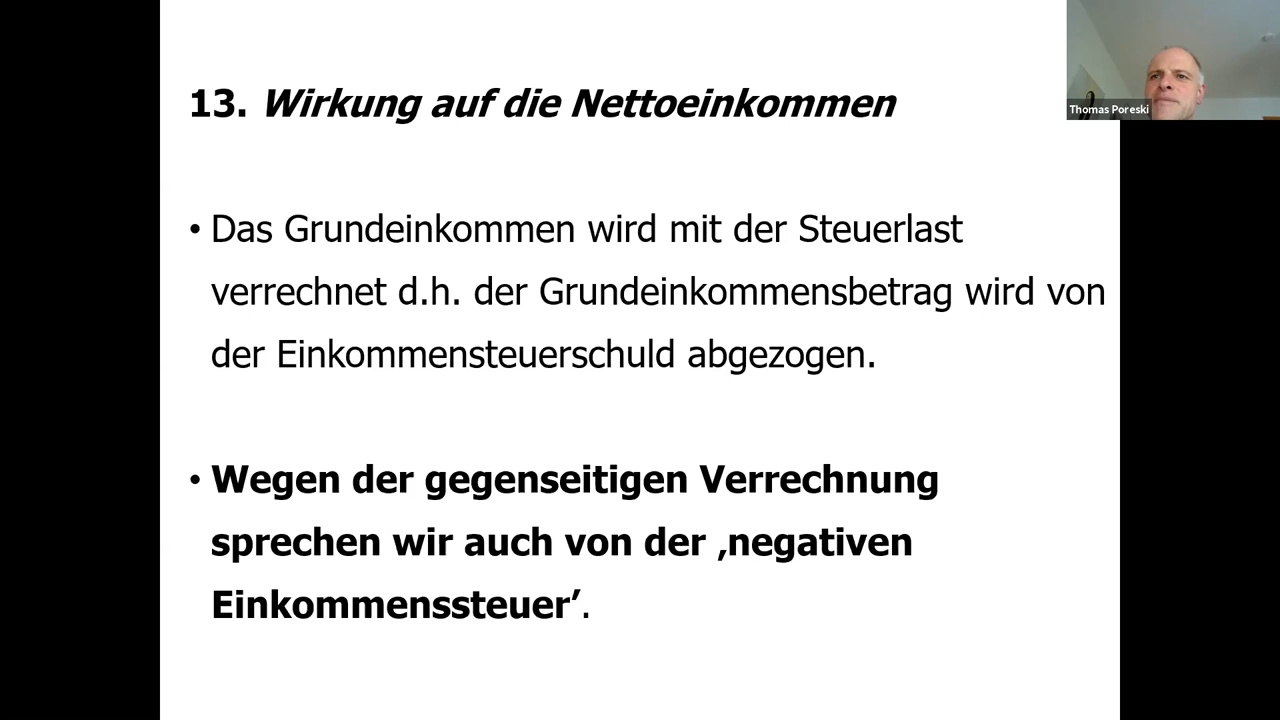 13. Wirkung auf die Nettoeinkommen
Thomas Poreski
• Das Grundeinkommen wird mit der Steuerlast
verrechnet d.h. der Grundeinkommensbetrag wird von
der Einkommensteuerschuld abgezogen.
• Wegen der gegenseitigen Verrechnung
sprechen wir auch von der ‚negativen
Einkommenssteuer’.